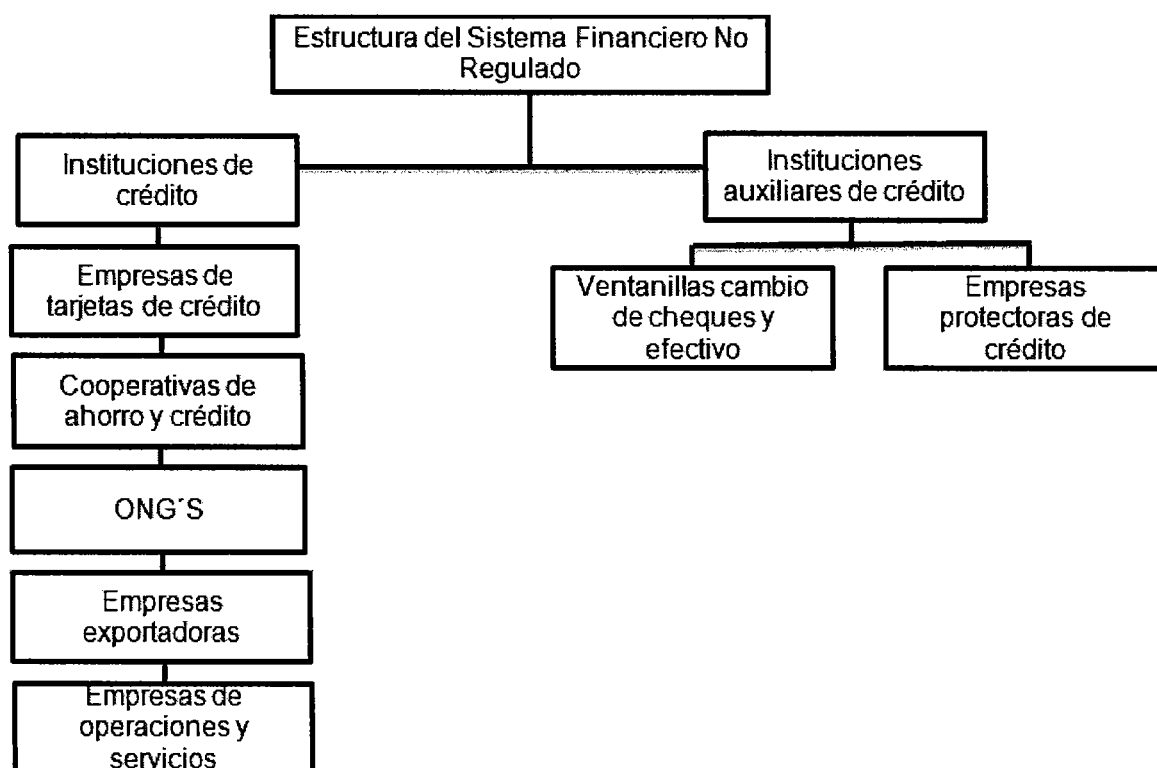 Estructura del Sistema Financiero No
Regulado
Instituciones de
crédito
Instituciones
auxiliares de crédito
Empresas de
tarjetas de crédito
Ventanillas cambio
de cheques y
efectivo
Empresas
protectoras de
crédito
Cooperativas de
ahorro y crédito
ONG´S
Empresas
exportadoras
Empresas de
operaciones y
servicios